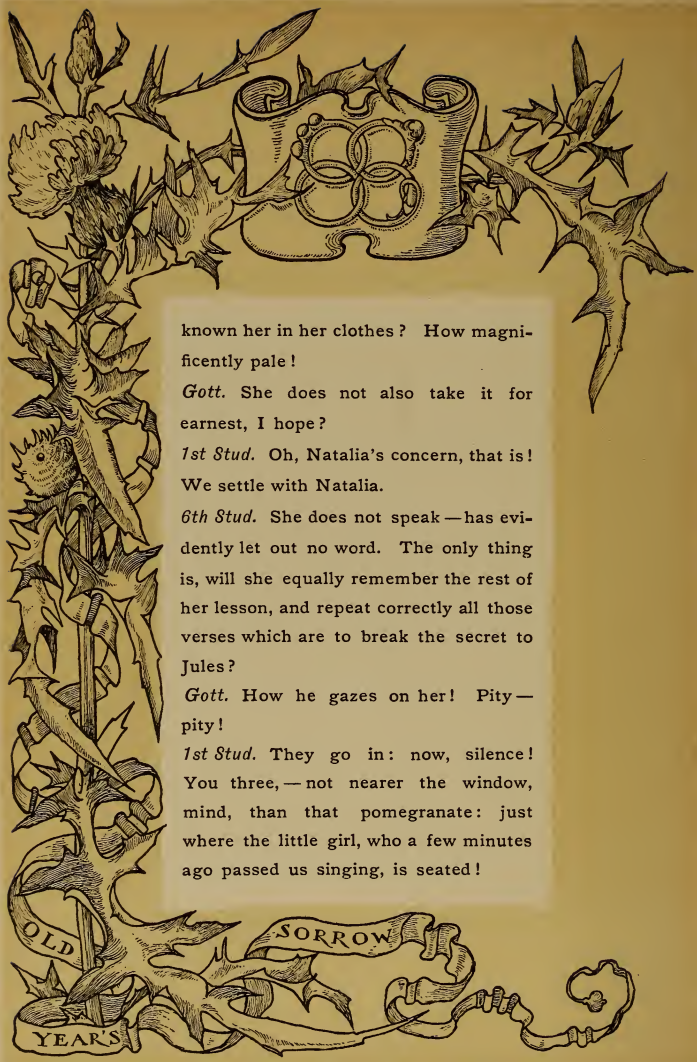 known her in her clothes? How magni-
ficently pale!
Gott. She does not also take it for
earnest, I hope?
1st Stud. Oh, Natalia's concern, that is!
We settle with Natalia.
6th Stud. She does not speak — has evi-
dently let out no word. The only thing
is, will she equally remember the rest of
her lesson, and repeat correctly all those
verses which are to break the secret to
Jules?
Gott. How he gazes on her! Pity —
pity!
1st Stud. They go in: now, silence!
You three, — not nearer the window,
mind, than that pomegranate: just
where the little girl, who a few minutes
ago passed us singing, is seated!
OLD
YEAR'S
SORROW